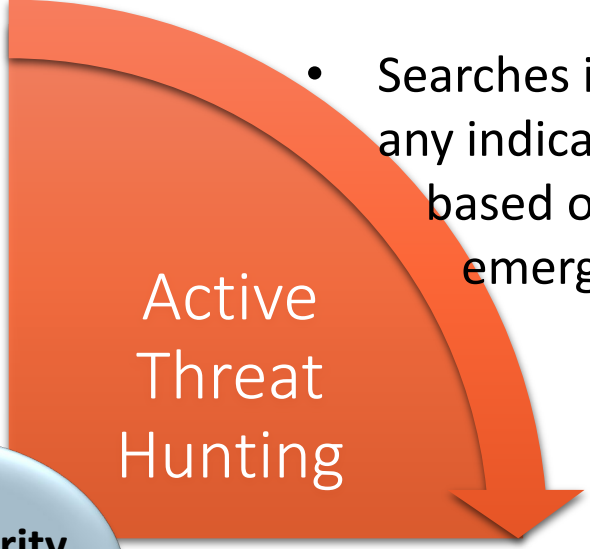 • Searches i
any indica
based o
emerg
Active
Threat
Hunting
rity